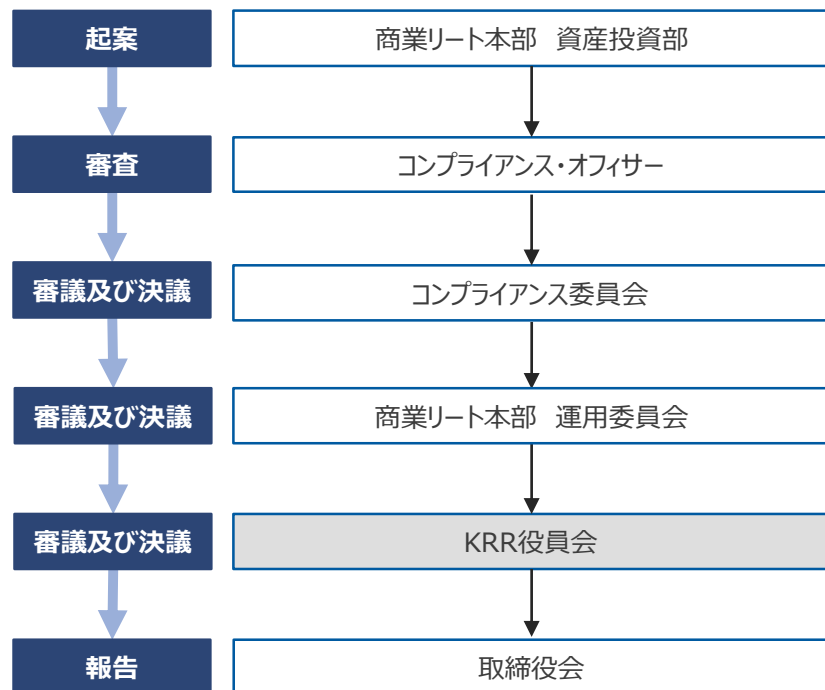 起案
商業リート本部　資産投資部
審査
コンプライアンス・オフィサー
審議及び決議
コンプライアンス委員会
審議及び決議
商業リート本部　運用委員会
審議及び決議
KRR役員会
報告
取締役会